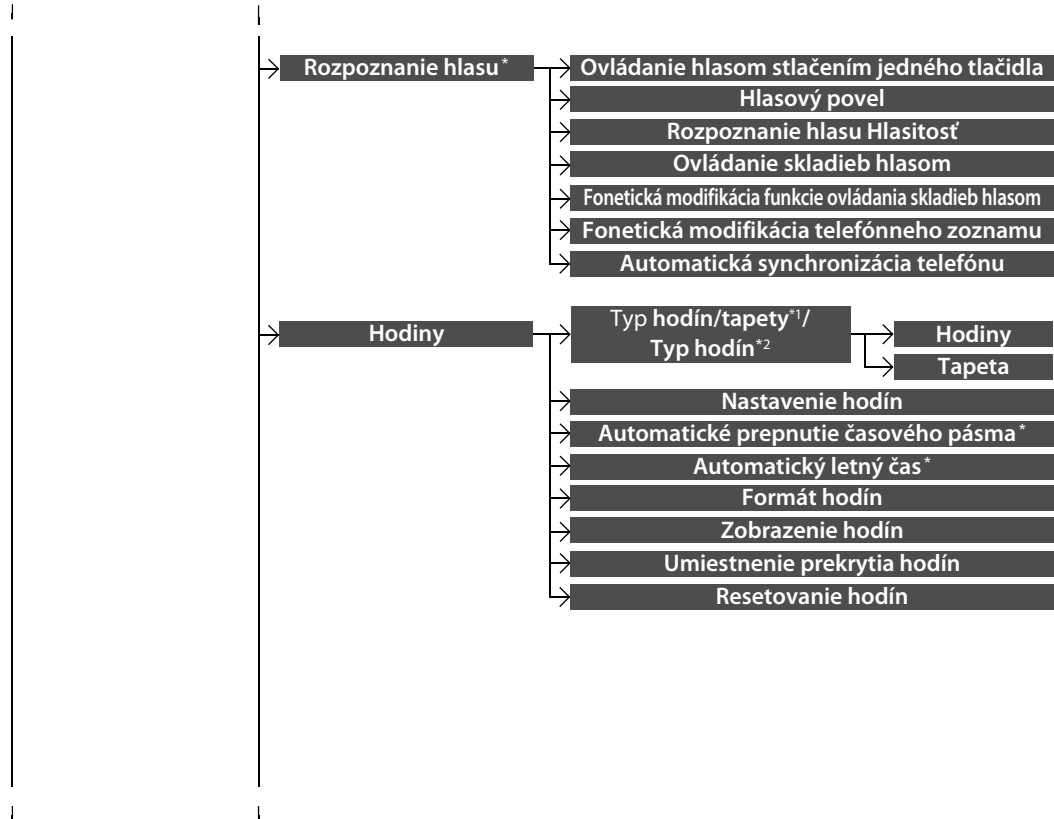 Rozpoznanie hlasu*
Ovládanie hlasom stlačením jedného tlačidla
Hlasový povel
Rozpoznanie hlasu Hlasitosť
Ovládanie skladieb hlasom
Fonetická modifikácia funkcie ovládania skladieb hlasom
Fonetická modifikácia telefónneho zoznamu
Automatická synchronizácia telefónu
Hodiny
Typ hodín/tapety*1/
Typ hodín*2
Hodiny
Tapeta
Nastavenie hodín
Automatické prepnutie časového pásma*
Automatický letný čas*
Formát hodín
Zobrazenie hodín
Umiestnenie prekrytia hodín
Resetovanie hodín